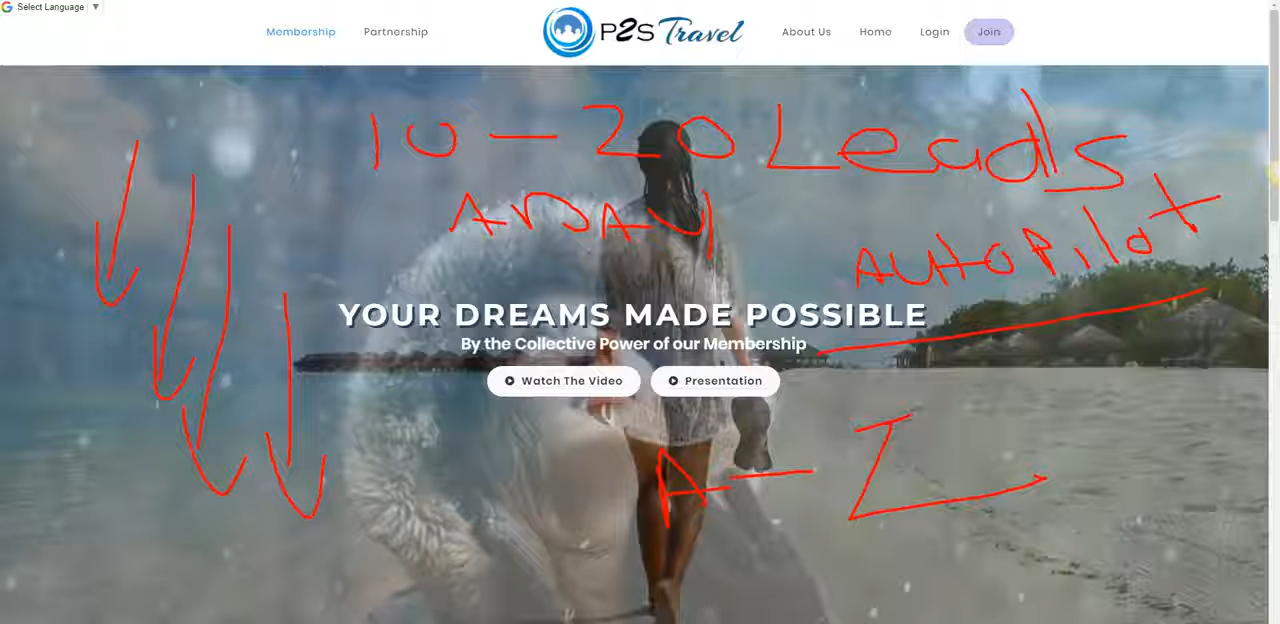 Select Language ▼
Membership
Partnership
P2S Travel
About Us
Home
Login
Join
10-20 Leads
A DAY
AUTOPilot
YOUR DREAMS MADE POSSIBLE
By the Collective Power of our Membership
Watch The Video
Presentation
A-Z